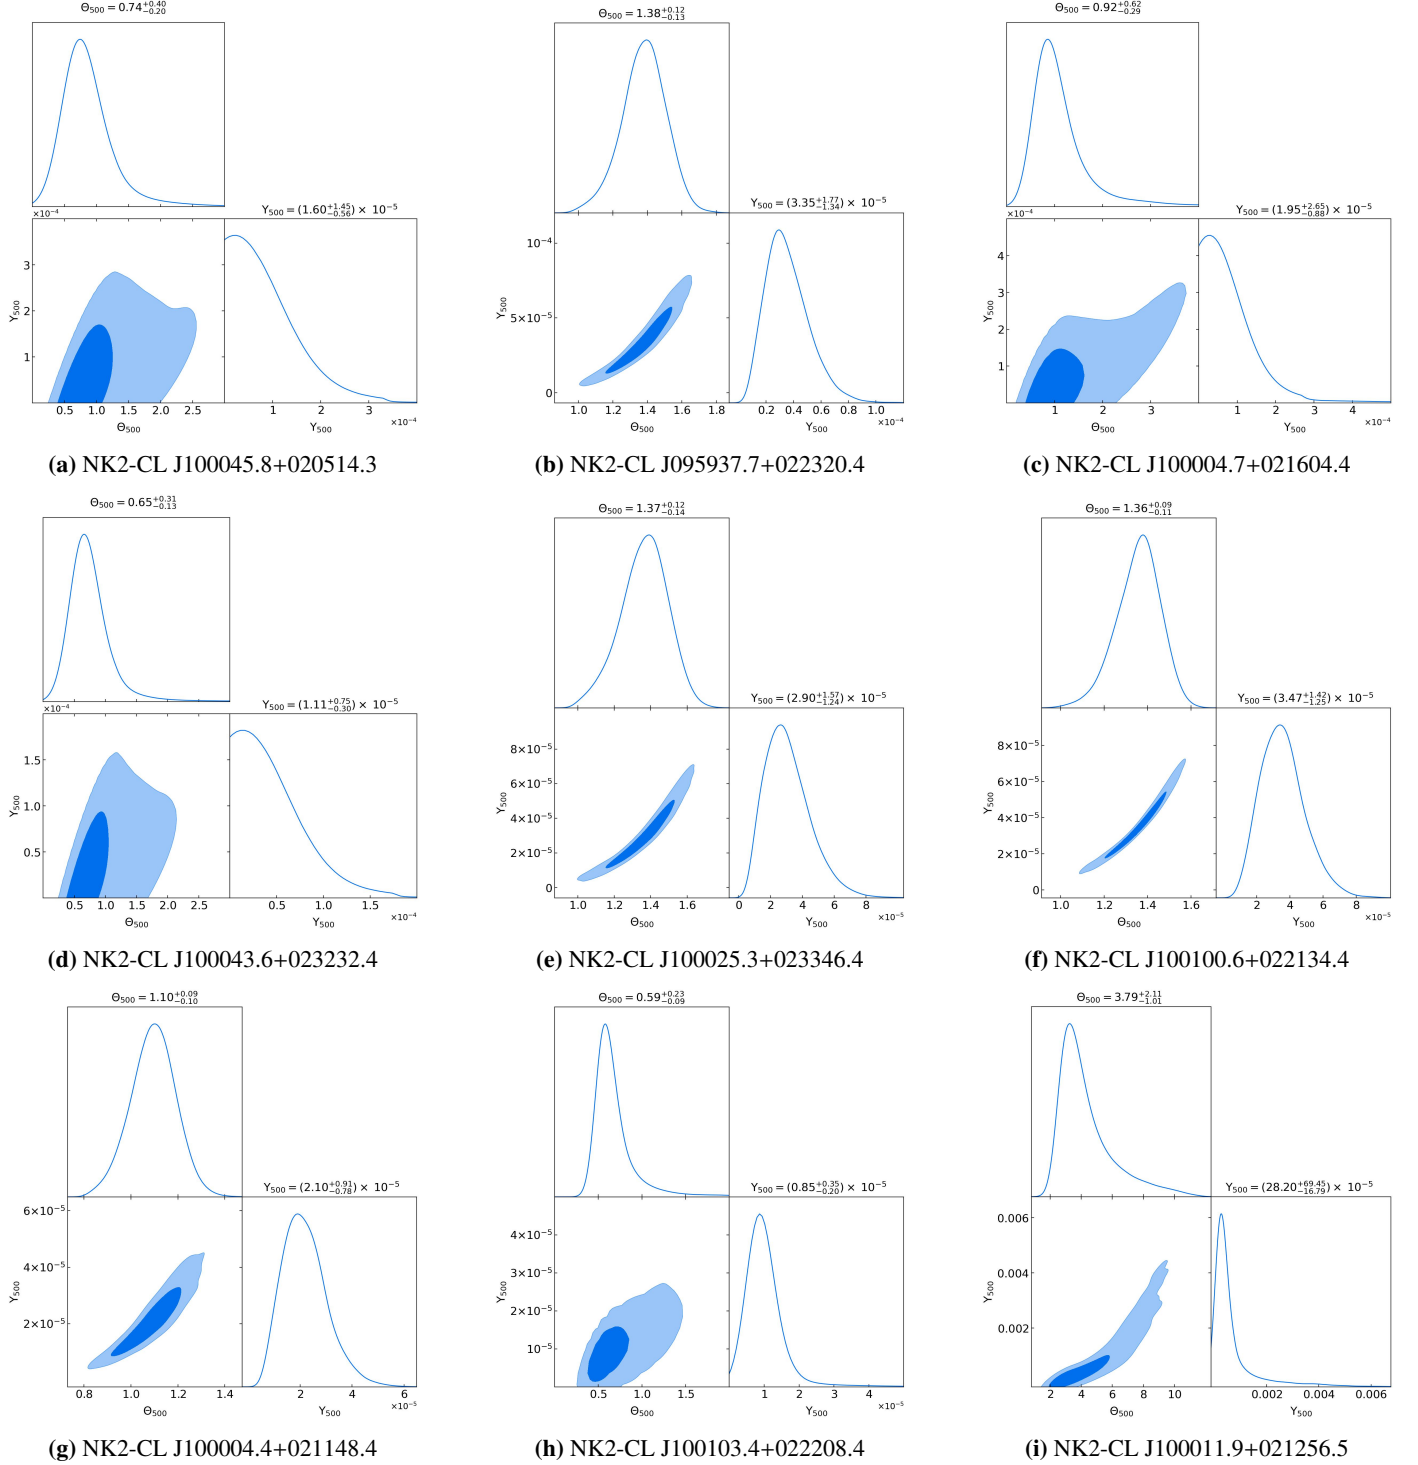 Θ500 = 0.74 +0.40 −0.20
Y500 = (1.60 +1.45 −0.56) × 10−5
×10−4
3
2
1
Y500
0.5 1.0 1.5 2.0 2.5
Θ500
1 2 3
×10−4
Y500
(a) NK2-CL J100045.8+020514.3
Θ500 = 1.38 +0.12 −0.13
Y500 = (3.35 +1.77 −1.34) × 10−5
10−4
5×10−5
0
Y500
1.0 1.2 1.4 1.6 1.8
Θ500
0.2 0.4 0.6 0.8 1.0
×10−4
Y500
(b) NK2-CL J095937.7+022320.4
Θ500 = 0.92 +0.62 −0.29
Y500 = (1.95 +2.65 −0.88) × 10−5
×10−4
4
3
2
1
Y500
1 2 3
Θ500
1 2 3 4
×10−4
Y500
(c) NK2-CL J100004.7+021604.4
Θ500 = 0.65 +0.31 −0.13
Y500 = (1.11 +0.75 −0.30) × 10−5
×10−4
1.5
1.0
0.5
Y500
0.5 1.0 1.5 2.0 2.5
Θ500
0.5 1.0 1.5
×10−4
Y500
(d) NK2-CL J100043.6+023232.4
Θ500 = 1.37 +0.12 −0.14
Y500 = (2.90 +1.57 −1.24) × 10−5
8×10−5
6×10−5
4×10−5
2×10−5
0
Y500
1.0 1.2 1.4 1.6
Θ500
0 2 4 6 8
×10−5
Y500
(e) NK2-CL J100025.3+023346.4
Θ500 = 1.36 +0.09 −0.11
Y500 = (3.47 +1.42 −1.25) × 10−5
8×10−5
6×10−5
4×10−5
2×10−5
0
Y500
1.0 1.2 1.4 1.6
Θ500
2 4 6 8
×10−5
Y500
(f) NK2-CL J100100.6+022134.4
Θ500 = 1.10 +0.09 −0.10
Y500 = (2.10 +0.91 −0.78) × 10−5
6×10−5
4×10−5
2×10−5
Y500
0.8 1.0 1.2 1.4
Θ500
2 4 6
×10−5
Y500
(g) NK2-CL J100004.4+021148.4
Θ500 = 0.59 +0.23 −0.09
Y500 = (0.85 +0.35 −0.20) × 10−5
4×10−5
3×10−5
2×10−5
10−5
Y500
0.5 1.0 1.5
Θ500
1 2 3 4
×10−5
Y500
(h) NK2-CL J100103.4+022208.4
Θ500 = 3.79 +2.11 −1.01
Y500 = (28.20 +69.45 −16.79) × 10−5
0.006
0.004
0.002
Y500
2 4 6 8 10
Θ500
0.002 0.004 0.006
Y500
(i) NK2-CL J100011.9+021256.5